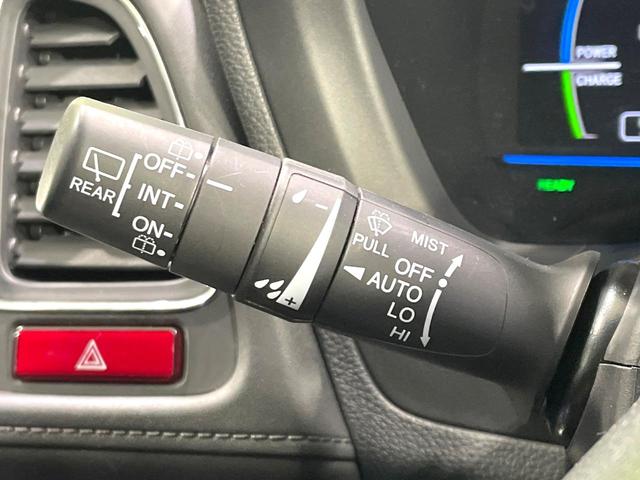 POWER
CHARGE
READY
REAR
OFF-
INT-
ON-
-
+
PULL
MIST
OFF
AUTO
LO
HI